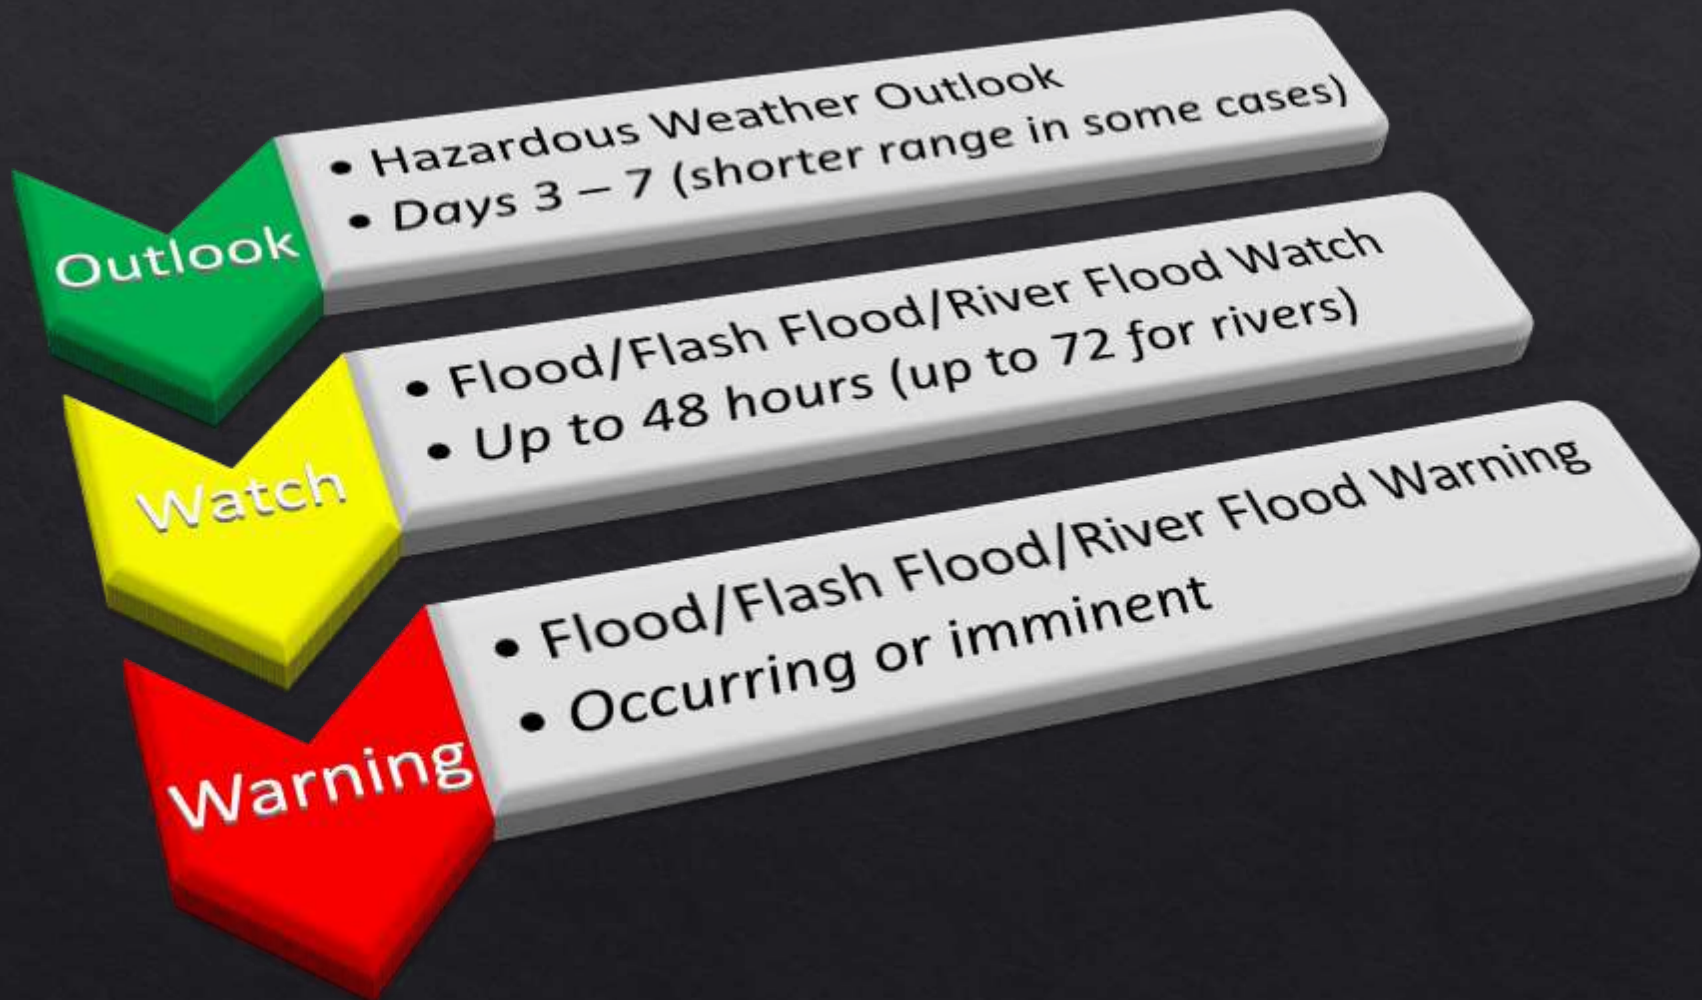 Outlook
• Hazardous Weather Outlook
• Days 3 – 7 (shorter range in some cases)
Watch
• Flood/Flash Flood/River Flood Watch
• Up to 48 hours (up to 72 for rivers)
Warning
• Flood/Flash Flood/River Flood Warning
• Occurring or imminent